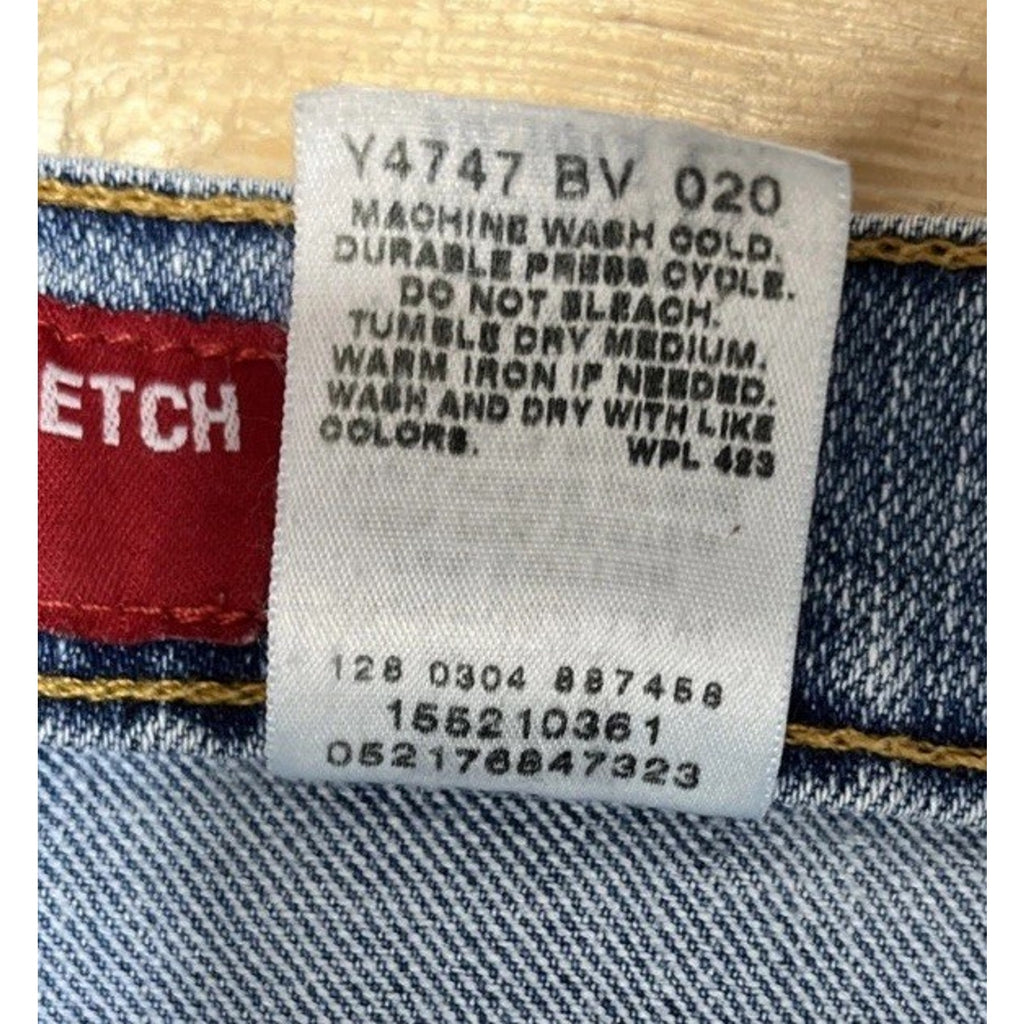 Y4747 BV 020
MACHINE WASH COLD.
DURABLE PRESS CYCLE.
DO NOT BLEACH.
TUMBLE DRY MEDIUM.
WARM IRON IF NEEDED.
WASH AND DRY WITH LIKE
COLORS. WPL 423
ETCH
128 0304 887458
155210361
052176847323